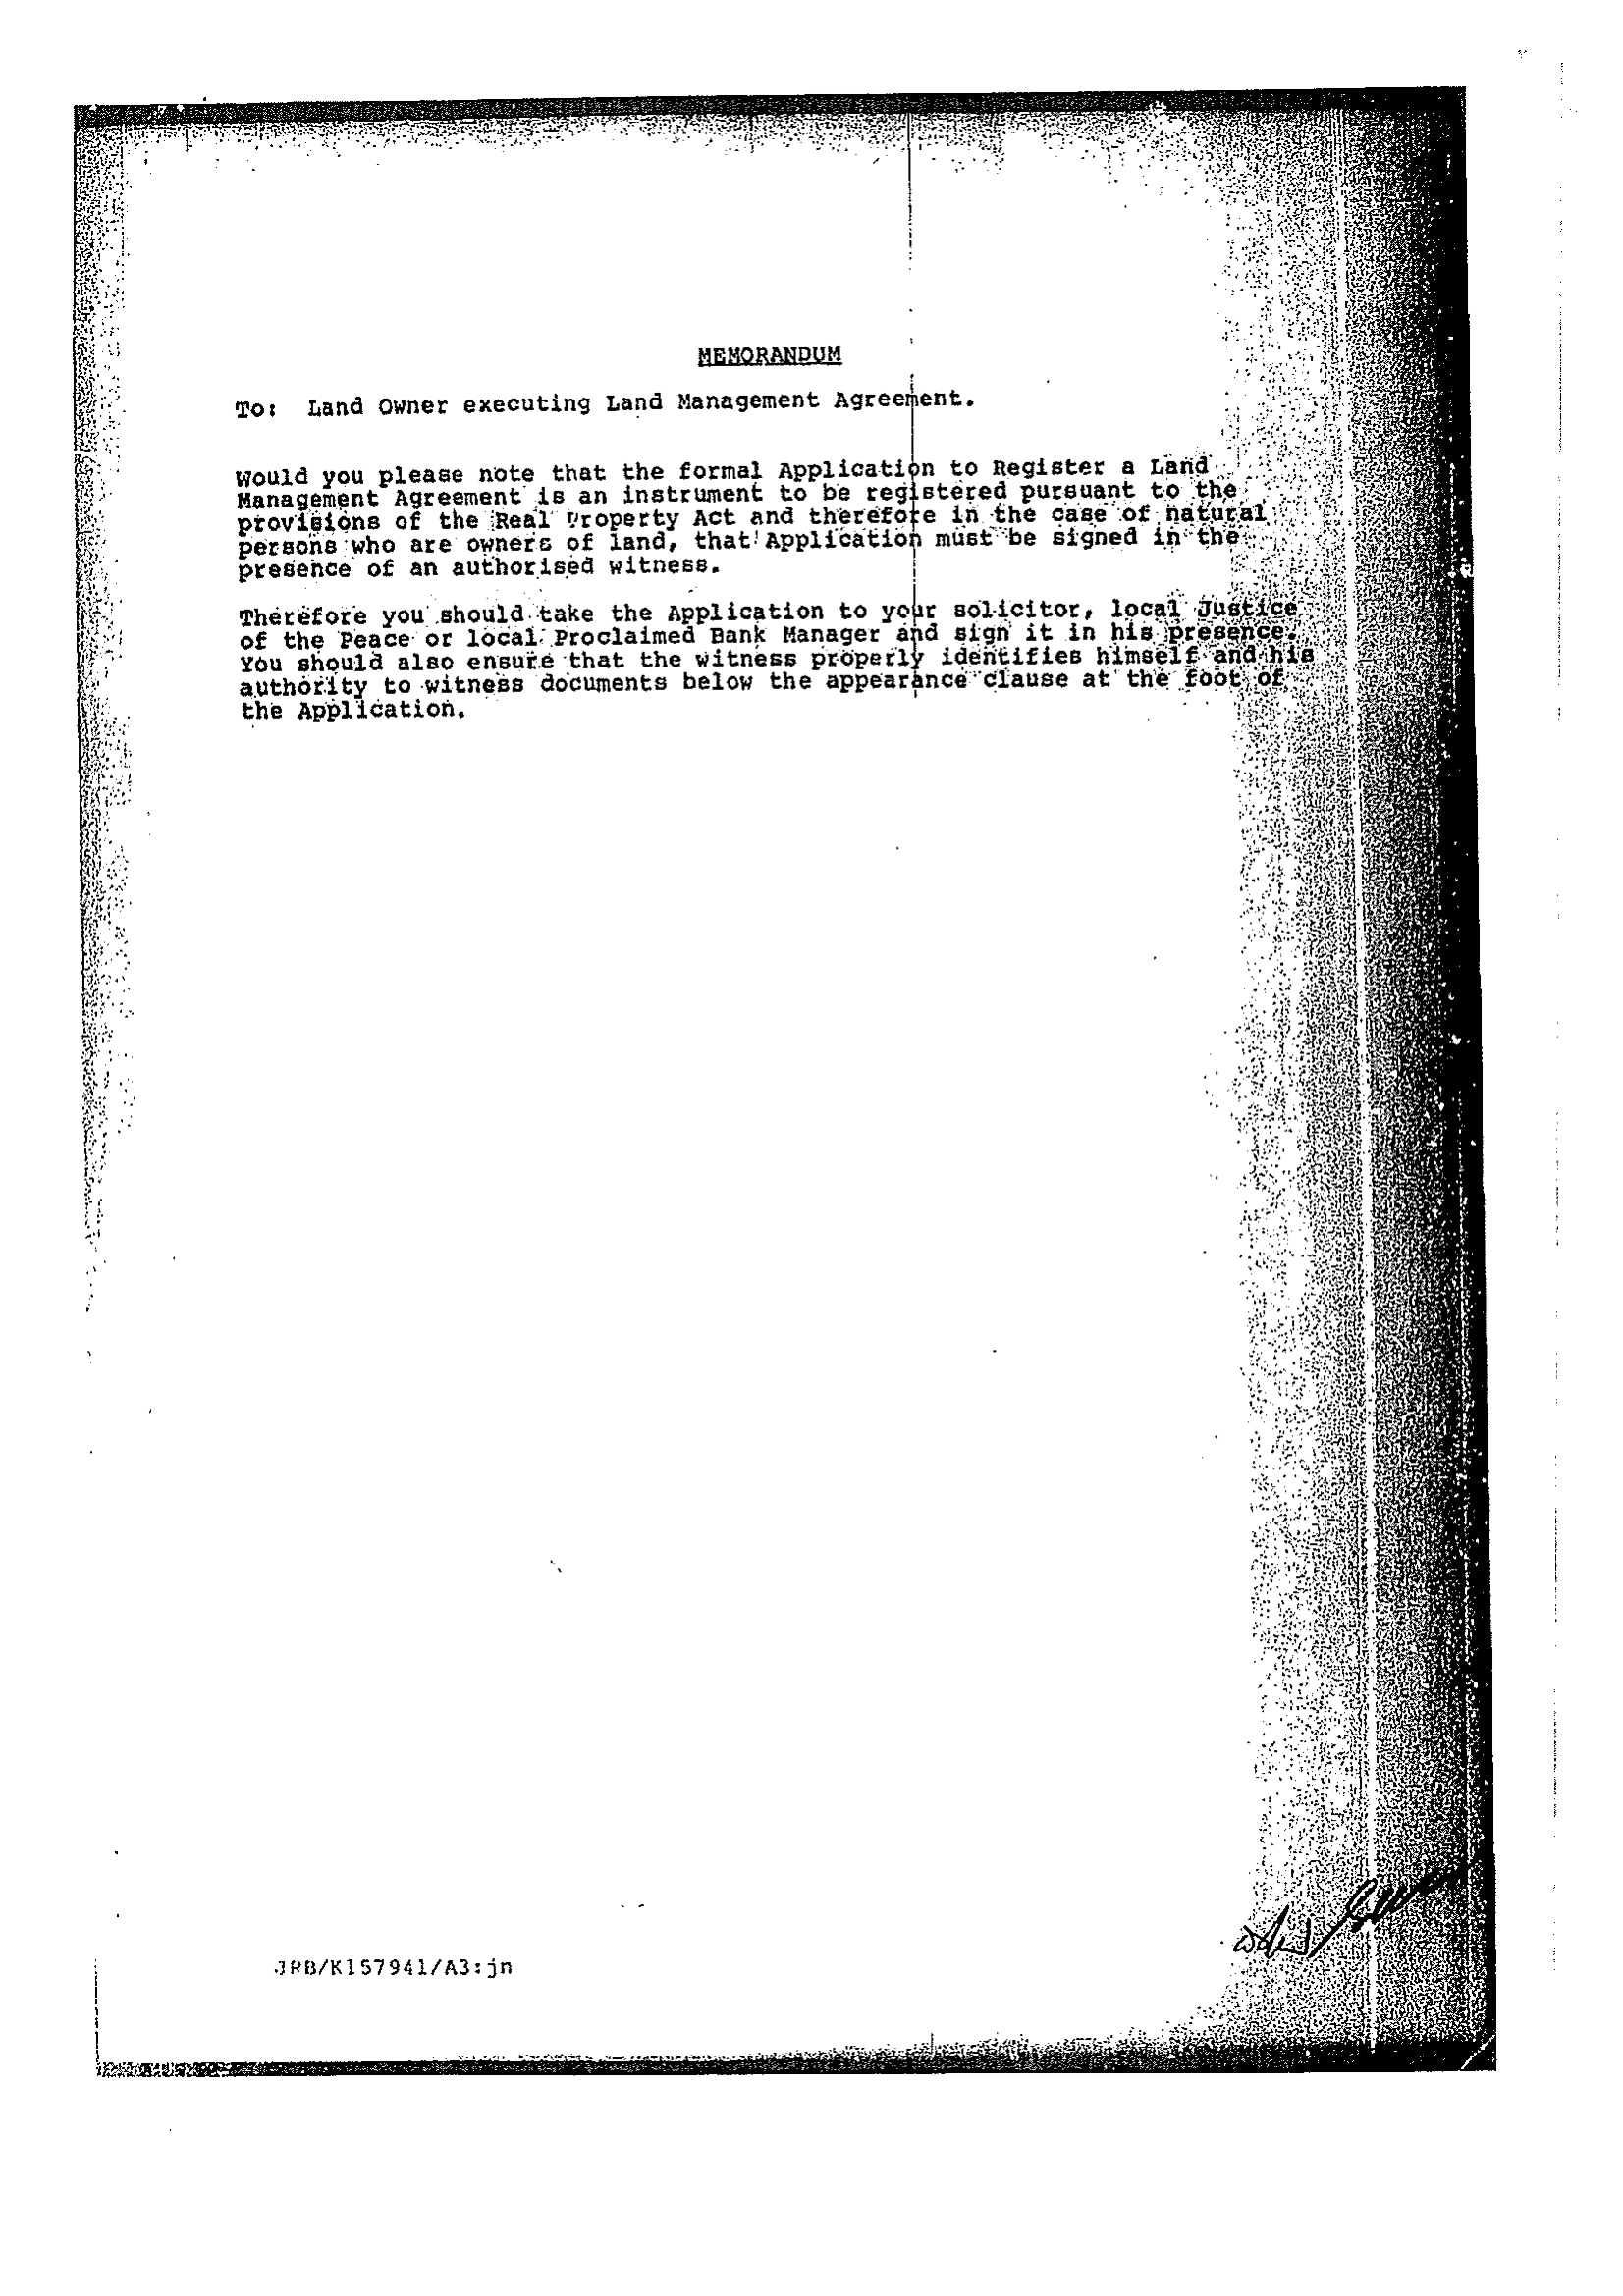 MEMORANDUM
To: Land Owner executing Land Management Agreement.
Would you please note that the formal Application to Register a Land
Management Agreement is an instrument to be registered pursuant to the
provisions of the Real Property Act and therefore in the case of natural
persons who are owners of land, that Application must be signed in the
presence of an authorised witness.
Therefore you should take the Application to your solicitor, local Justice
of the Peace or local Proclaimed Bank Manager and sign it in his presence.
You should also ensure that the witness properly identifies himself and his
authority to witness documents below the appearance clause at the foot of
the Application.
JRB/K157941/A3:jn